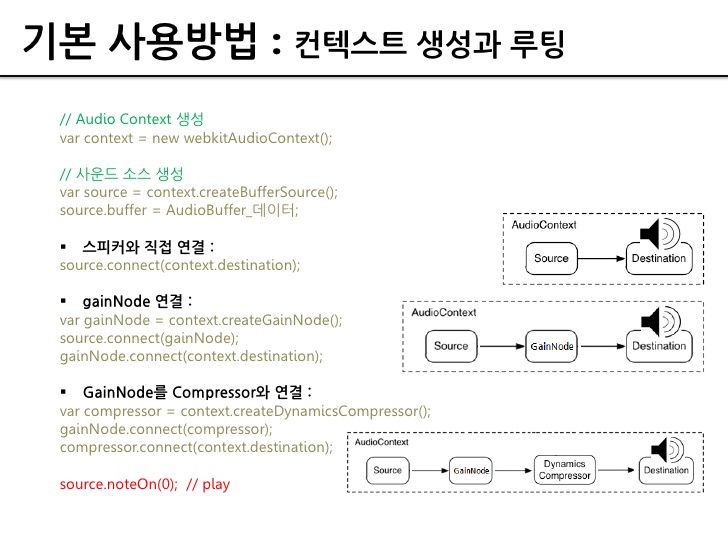 기본 사용방법 : 컨텍스트 생성과 루팅
// Audio Context 생성
var context = new webkitAudioContext();
// 사운드 소스 생성
var source = context.createBufferSource();
source.buffer = AudioBuffer_데이터;
▪ 스피커와 직접 연결 :
source.connect(context.destination);
AudioContext
Source
Destination
▪ gainNode 연결 :
var gainNode = context.createGainNode();
source.connect(gainNode);
gainNode.connect(context.destination);
AudioContext
Source
GainNode
Destination
▪ GainNode를 Compressor와 연결 :
var compressor = context.createDynamicsCompressor();
gainNode.connect(compressor);
compressor.connect(context.destination);
AudioContext
Source
GainNode
Dynamics
Compressor
Destination
source.noteOn(0); // play